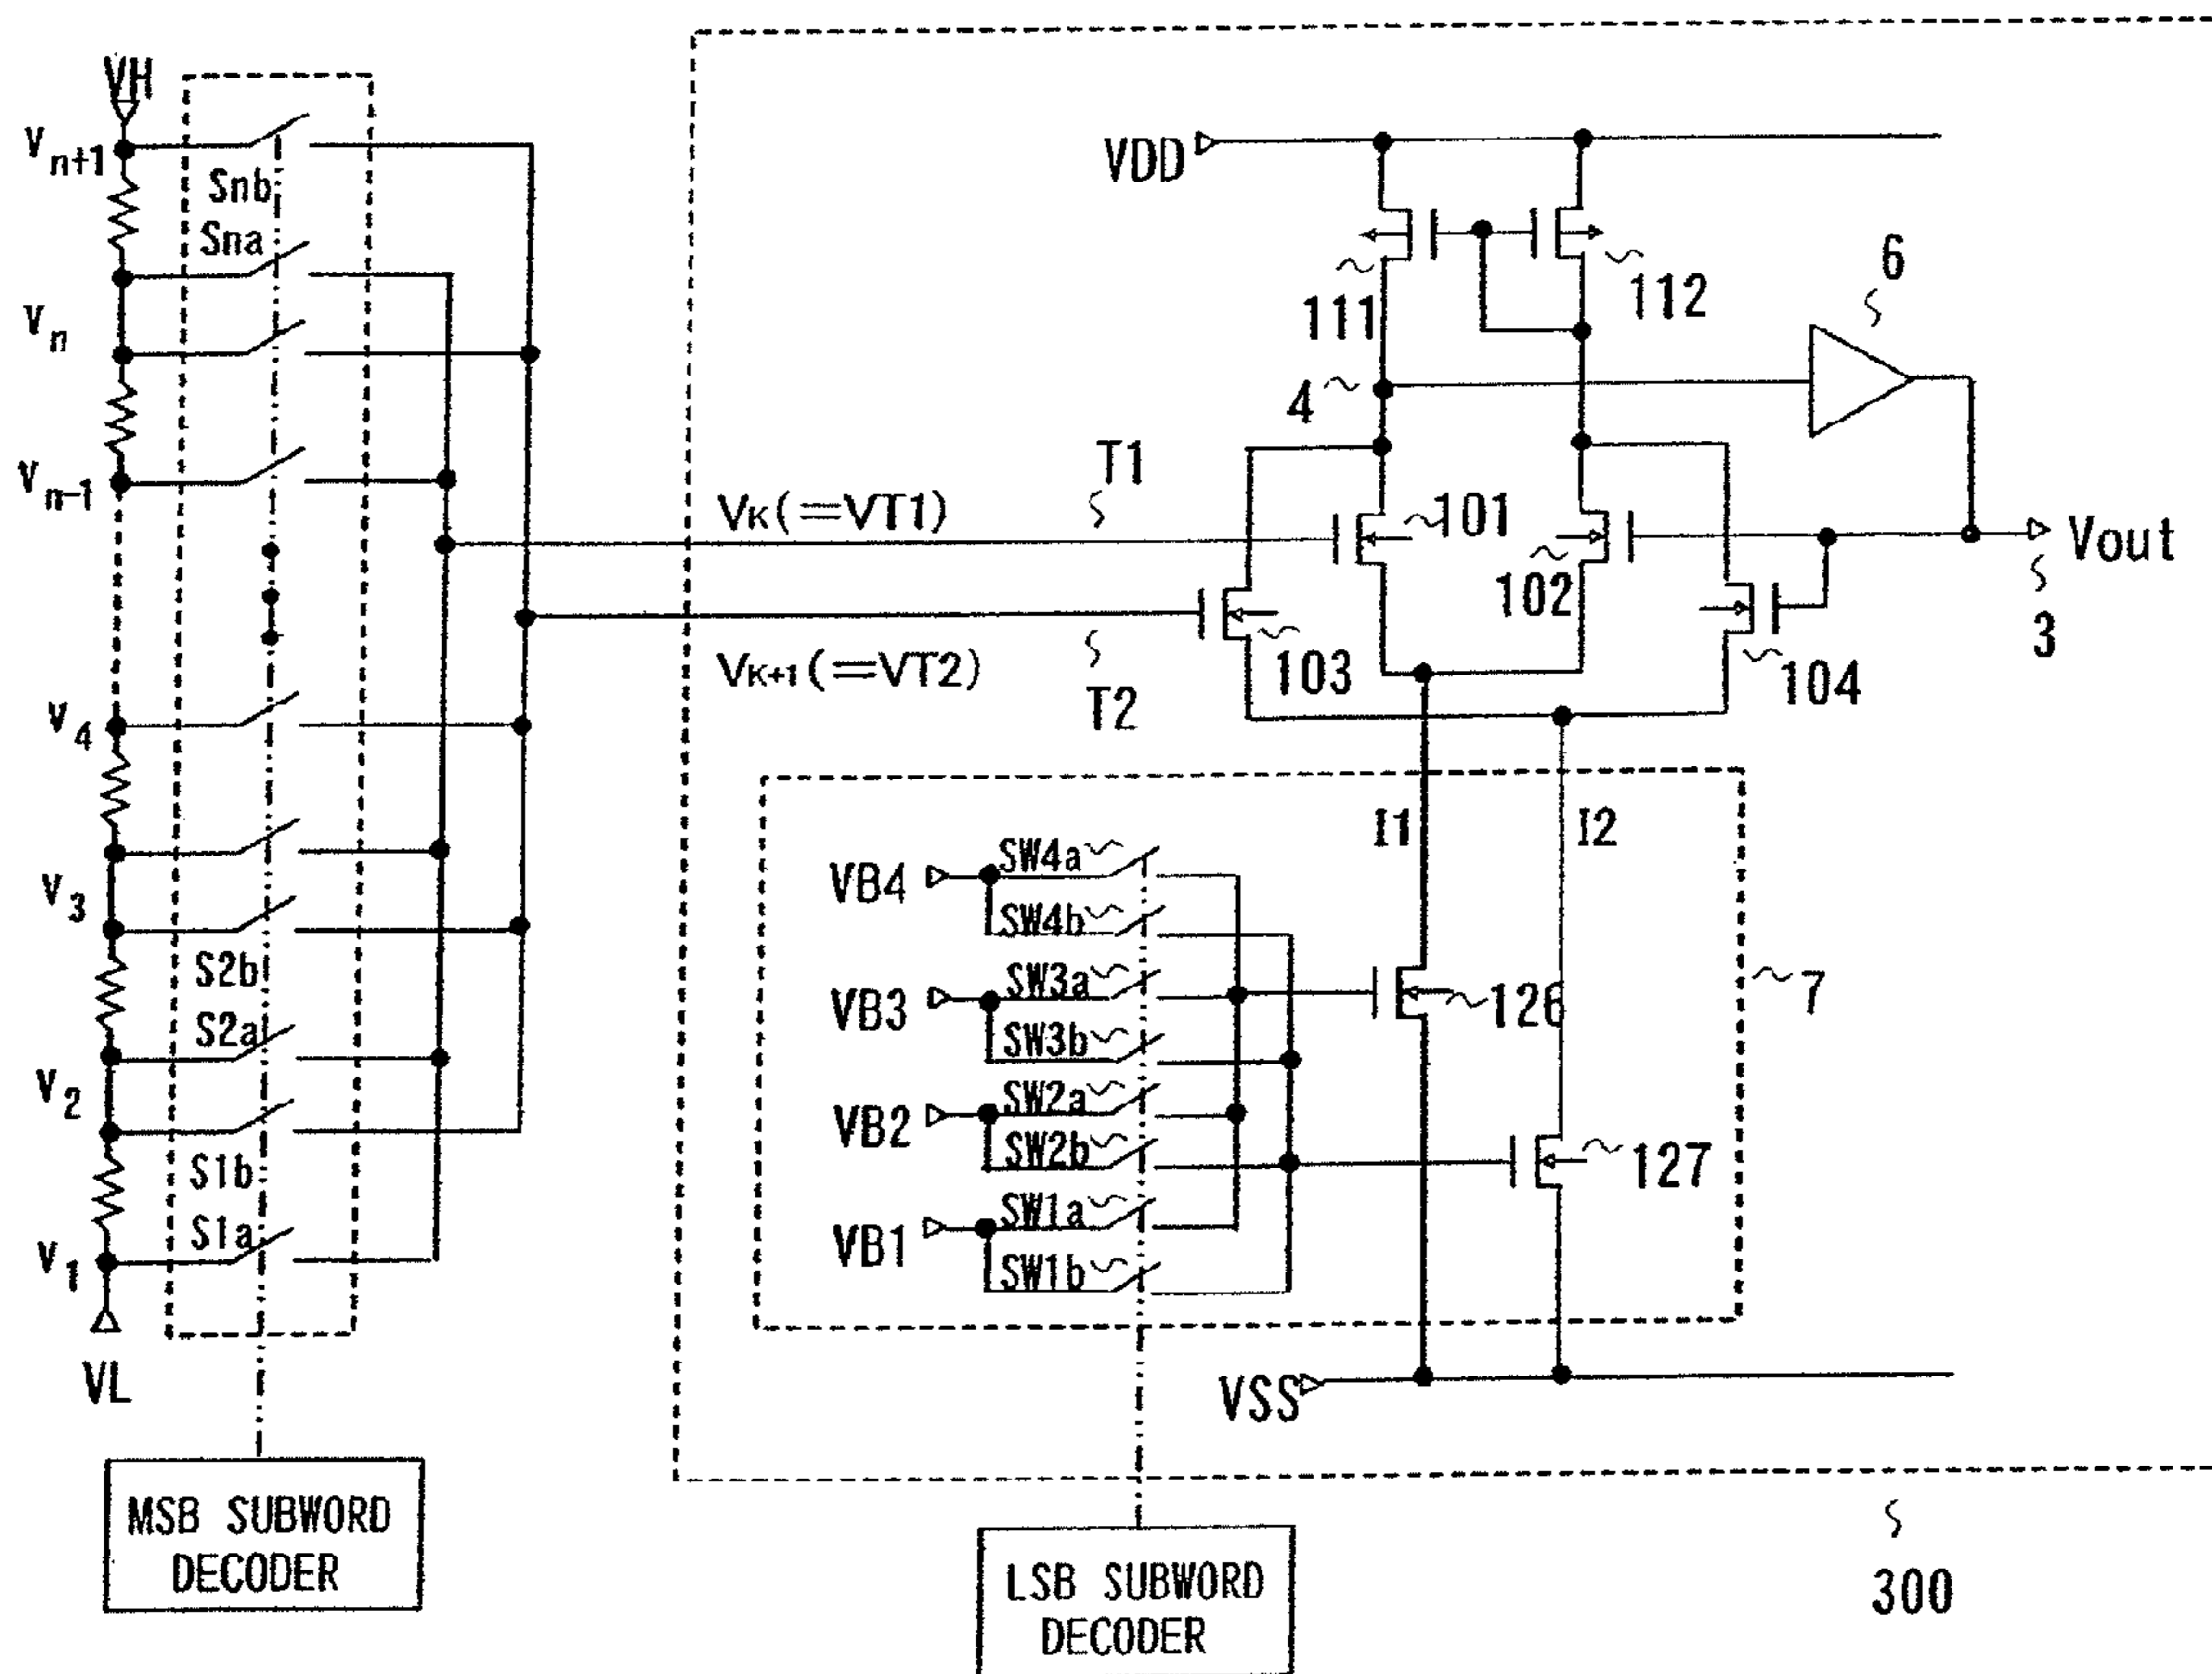 VH
Vn+1
Snb
Sna
Vn
Vn-1
V4
V3
S2b
S2a
V2
S1b
S1a
V1
VL
MSB SUBWORD
DECODER
VDD
111
112
6
4
T1
VK(=VT1)
101
102
Vout
3
103
104
VK+1(=VT2)
T2
I1
I2
VB4
SW4a
SW4b
VB3
SW3a
SW3b
126
7
VB2
SW2a
SW2b
127
VB1
SW1a
SW1b
VSS
LSB SUBWORD
DECODER
300